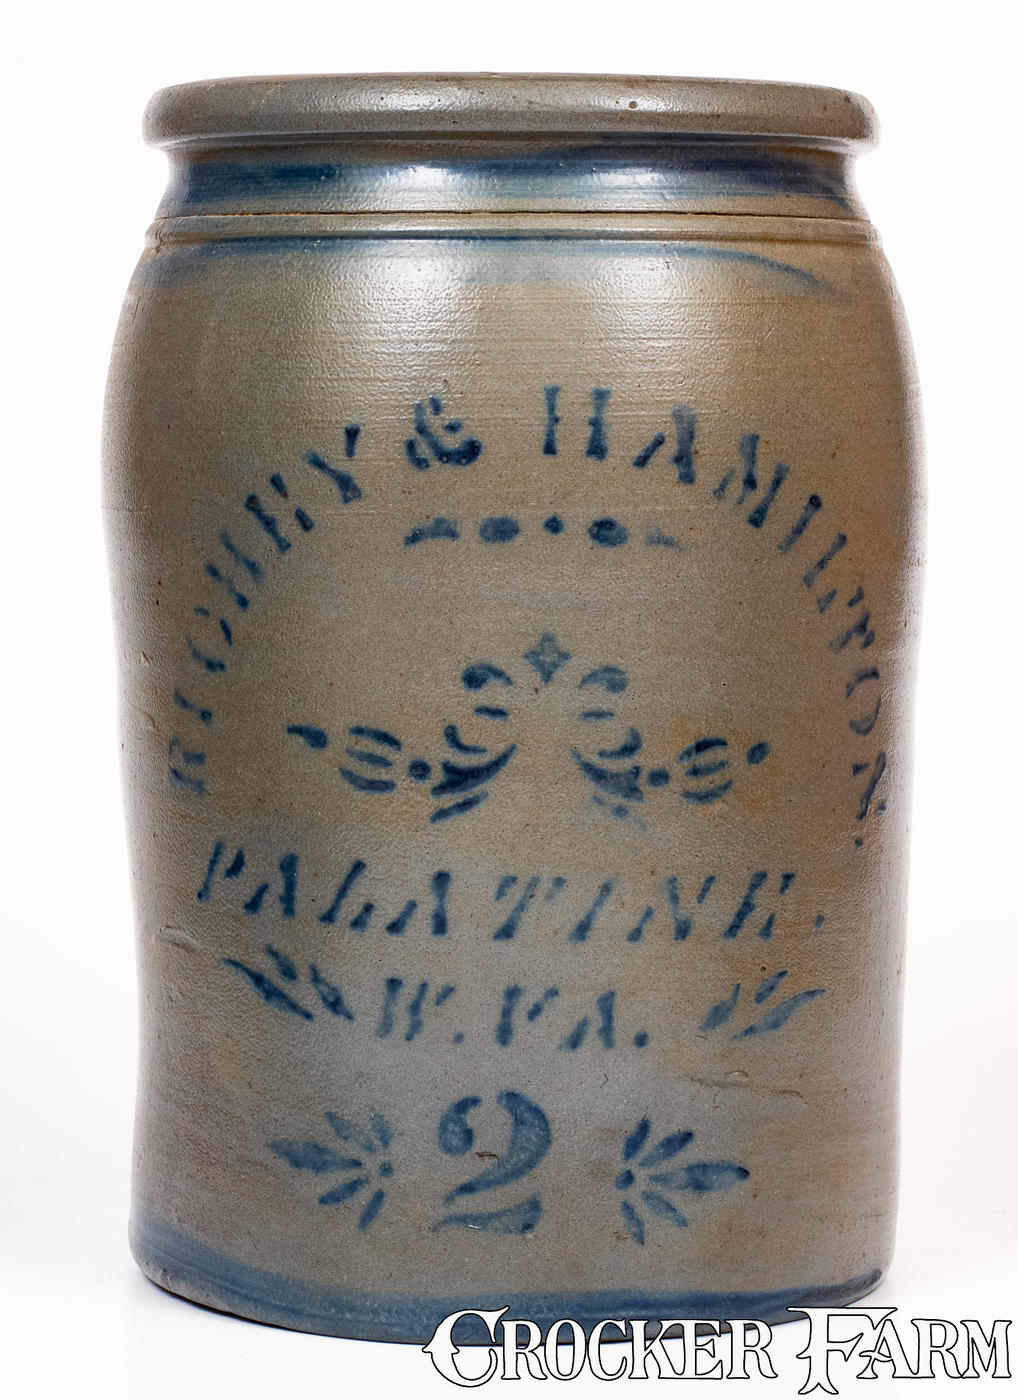 RICHEY & HAMILTON.
PALATINE.
W. VA.
2
CROCKER FARM